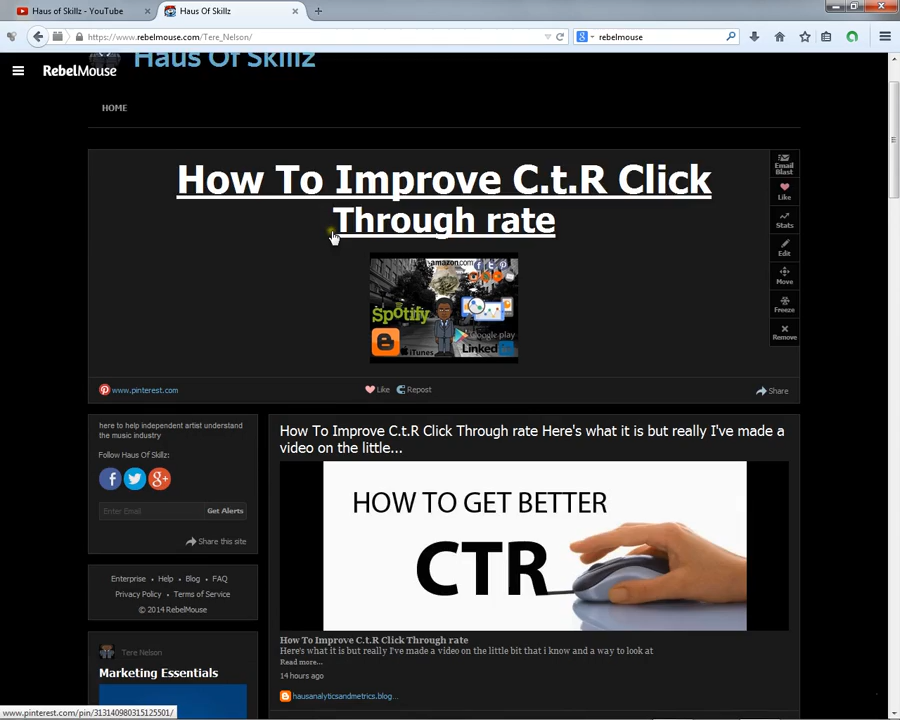 Haus of Skillz - YouTube
Haus Of Skillz
https://www.rebelmouse.com/Tere_Nelson/
rebelmouse
RebelMouse
Haus Of Skillz
HOME
How To Improve C.t.R Click
Through rate
Email
Blast
Like
Stats
Edit
Move
Freeze
Remove
amazon.com
Spotify
Google play
iTunes
Linked
www.pinterest.com
Like
Repost
Share
here to help independent artist understand
the music industry
Follow Haus Of Skillz:
Enter Email
Get Alerts
Share this site
Enterprise • Help • Blog • FAQ
Privacy Policy • Terms of Service
© 2014 RebelMouse
Tere Nelson
Marketing Essentials
How To Improve C.t.R Click Through rate Here's what it is but really I've made a
video on the little...
HOW TO GET BETTER
CTR
How To Improve C.t.R Click Through rate
Here's what it is but really I've made a video on the little bit that i know and a way to look at
Read more...
14 hours ago
hausanalyticsandmetrics.blog...
www.pinterest.com/pin/313140980315125501/